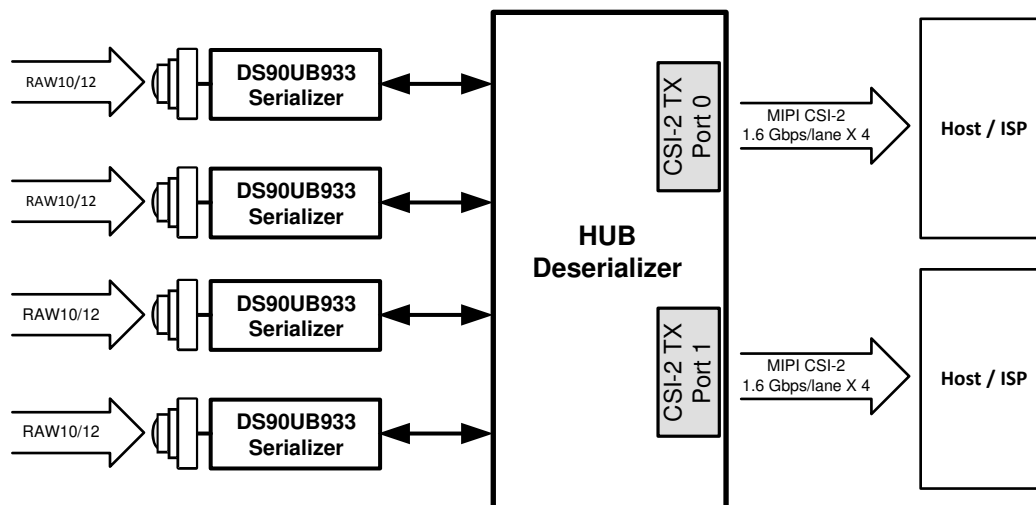 RAW10/12
DS90UB933
Serializer
RAW10/12
DS90UB933
Serializer
RAW10/12
DS90UB933
Serializer
RAW10/12
DS90UB933
Serializer
HUB
Deserializer
CSI-2 TX
Port 0
CSI-2 TX
Port 1
MIPI CSI-2
1.6 Gbps/lane X 4
Host / ISP
MIPI CSI-2
1.6 Gbps/lane X 4
Host / ISP